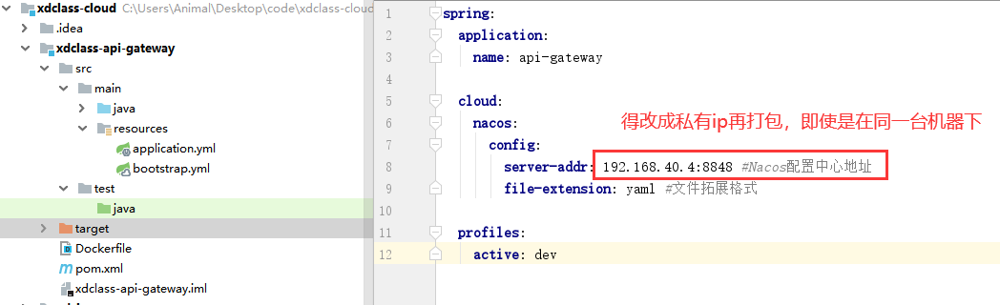 xdclass-cloud C:\Users\Animal\Desktop\code\xdclass-cloud
.idea
xdclass-api-gateway
src
main
java
resources
application.yml
bootstrap.yml
test
java
target
Dockerfile
pom.xml
xdclass-api-gateway.iml
1 spring:
2 application:
3 name: api-gateway
4
5 cloud:
6 nacos:
得改成私有ip再打包，即使是在同一台机器下
7 config:
8 server-addr: 192.168.40.4:8848 #Nacos配置中心地址
9 file-extension: yaml #文件拓展格式
10
11 profiles:
12 active: dev